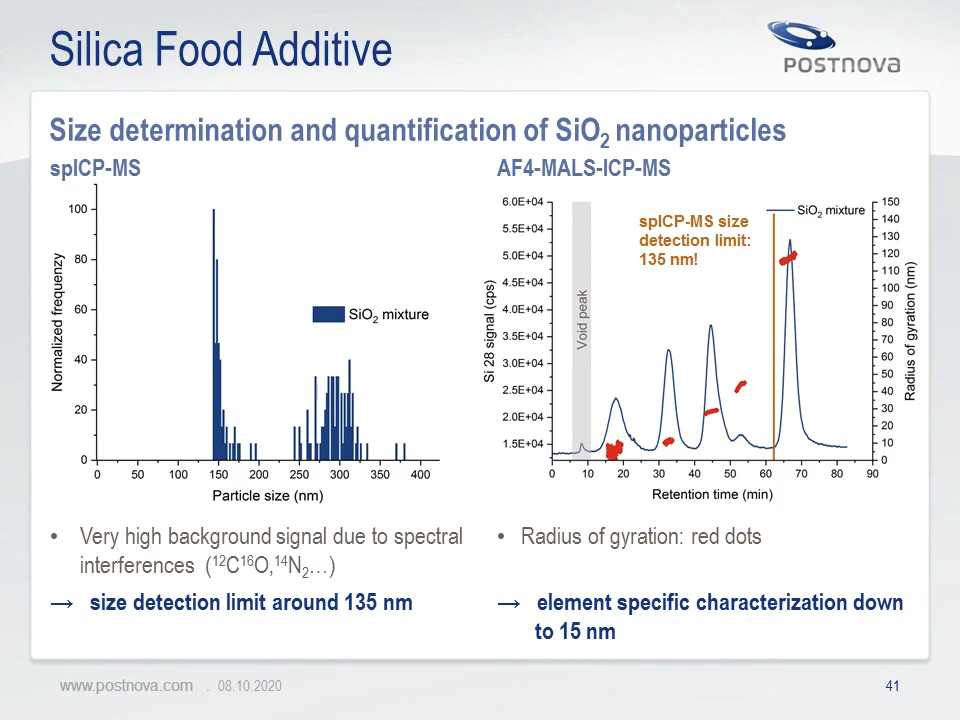 Silica Food Additive
POSTNOVA
Size determination and quantification of SiO₂ nanoparticles
spICP-MS
Normalized frequenzy
100
80
60
40
20
0
SiO₂ mixture
0 50 100 150 200 250 300 350 400
Particle size (nm)
• Very high background signal due to spectral
interferences (¹²C¹⁶O,¹⁴N₂…)
→ size detection limit around 135 nm
AF4-MALS-ICP-MS
Si 28 signal (cps)
6.0E+04
5.5E+04
5.0E+04
4.5E+04
4.0E+04
3.5E+04
3.0E+04
2.5E+04
2.0E+04
1.5E+04
Void peak
spICP-MS size
detection limit:
135 nm!
SiO₂ mixture
150
140
130
120
110
100
90
80
70
60
50
40
30
20
10
0
Radius of gyration (nm)
0 10 20 30 40 50 60 70 80 90
Retention time (min)
• Radius of gyration: red dots
→ element specific characterization down
to 15 nm
www.postnova.com . 08.10.2020
41